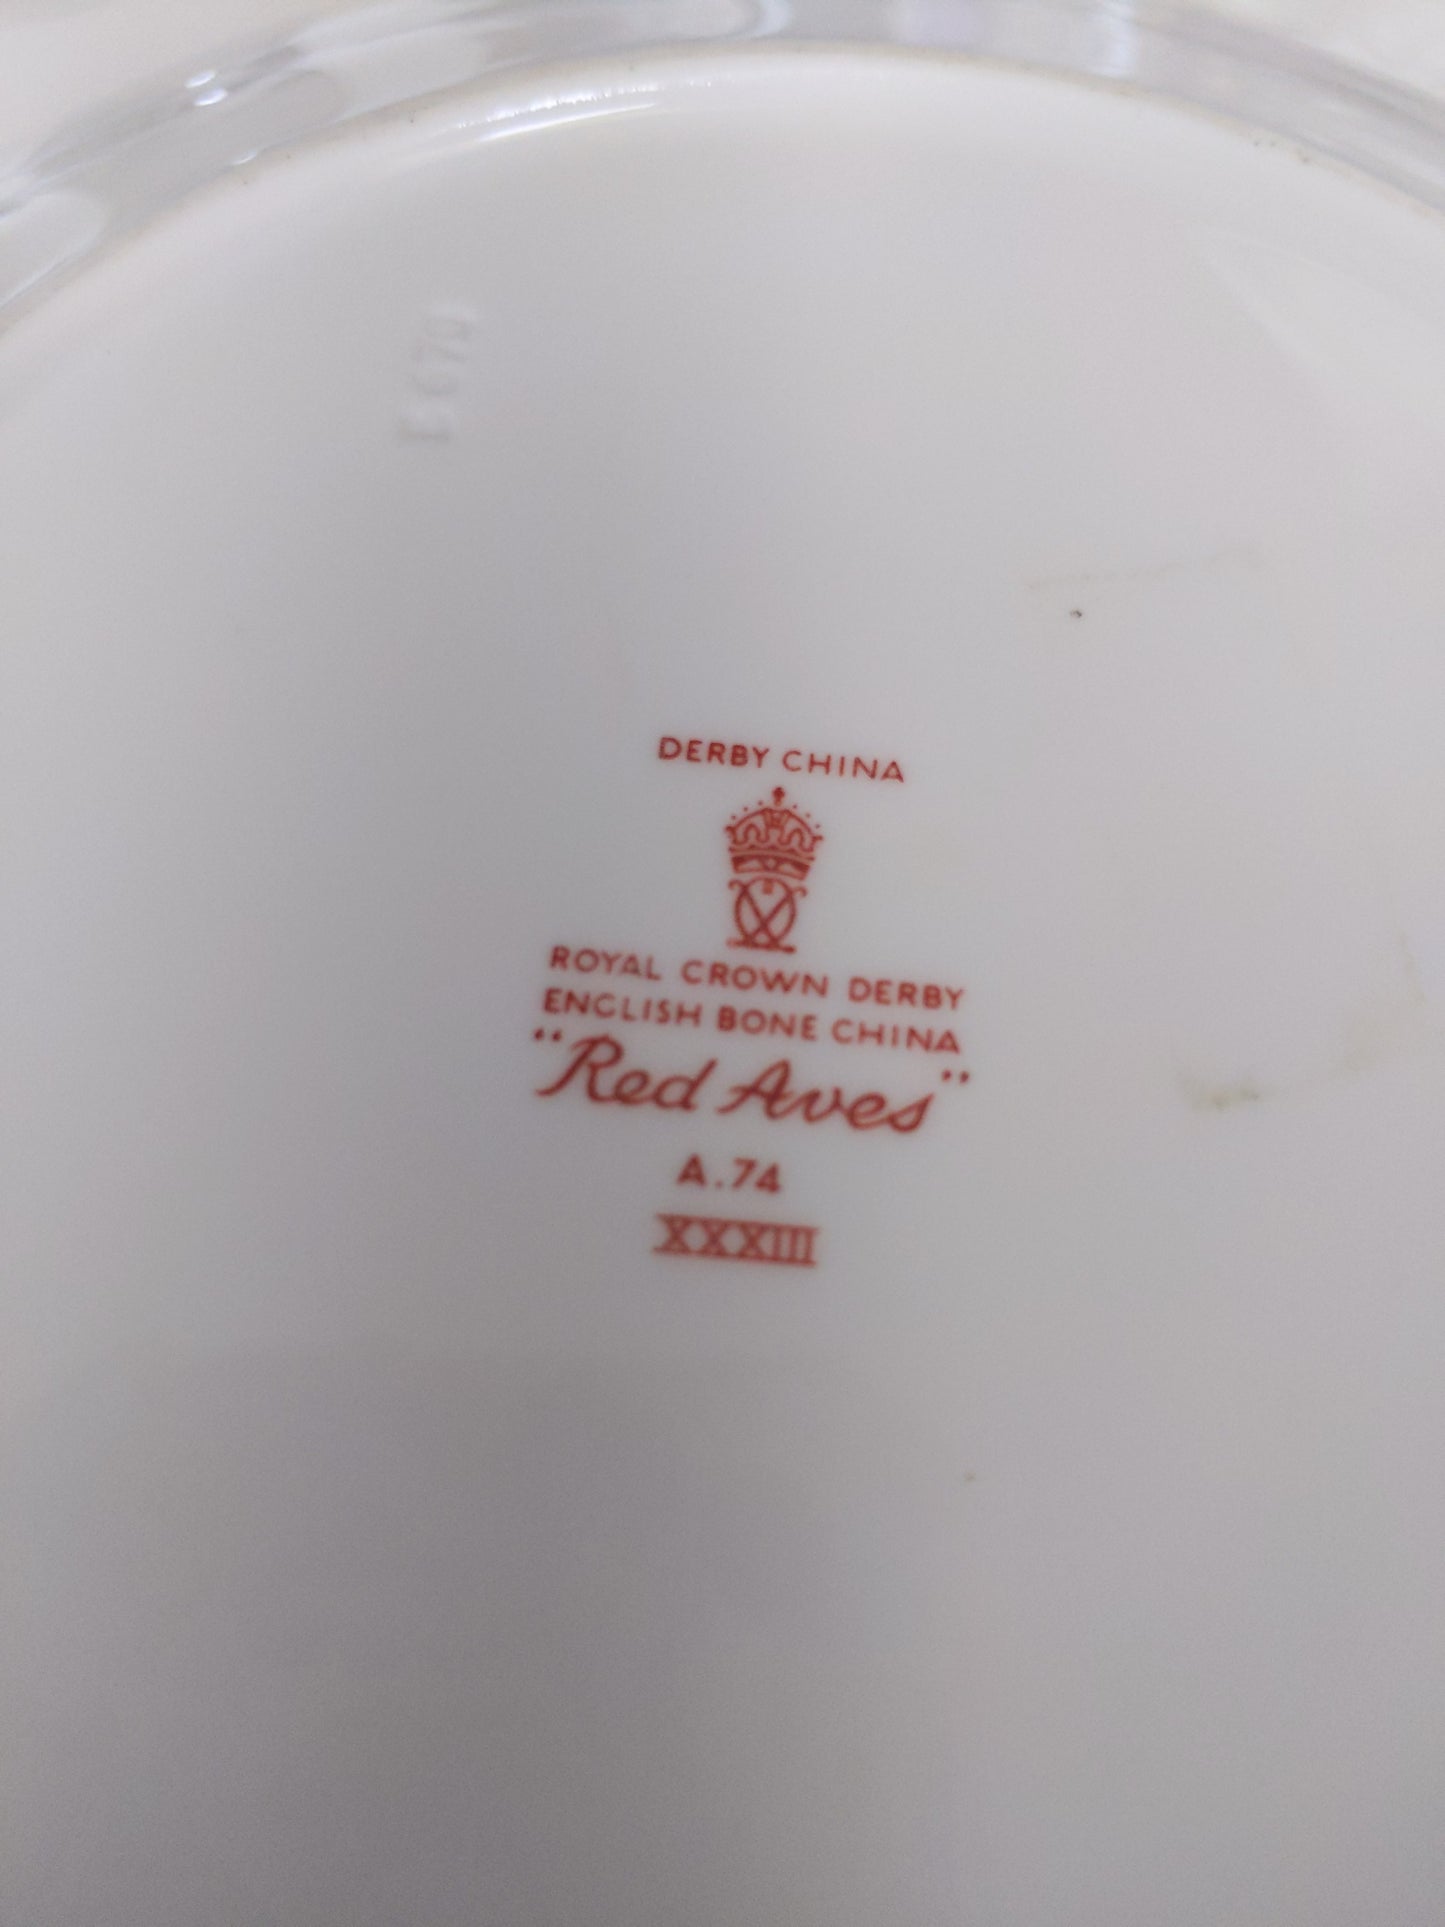 DERBY CHINA
ROYAL CROWN DERBY
ENGLISH BONE CHINA
"Red Aves"
A.74
XXXIII